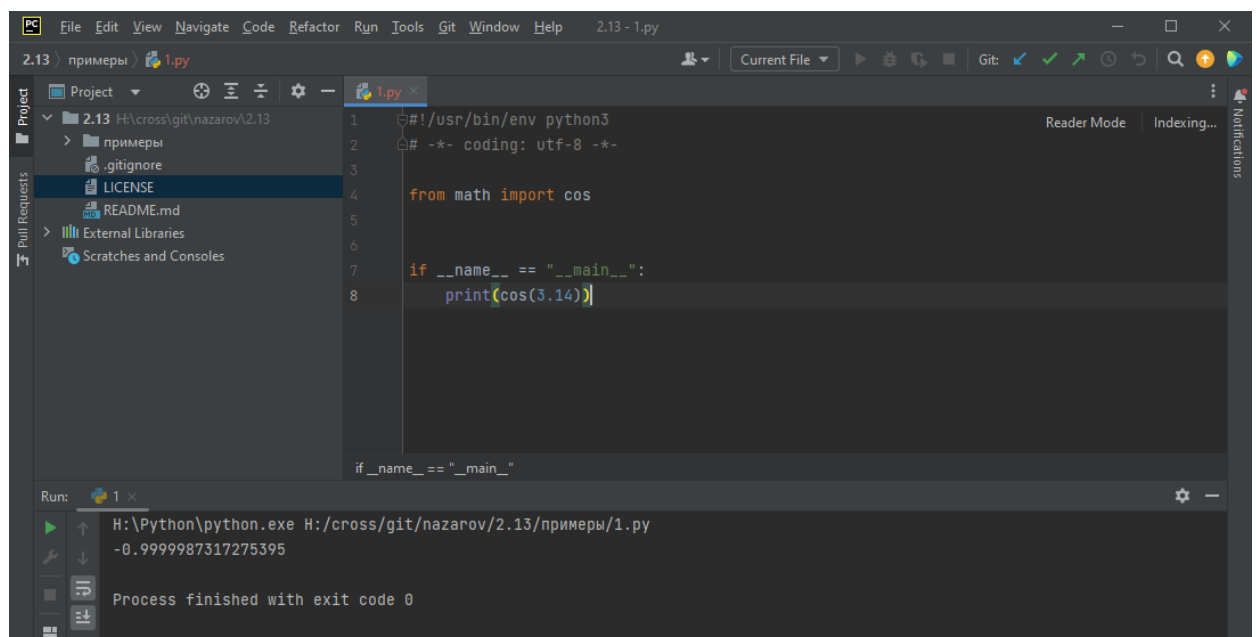 PC File Edit View Navigate Code Refactor Run Tools Git Window Help 2.13 - 1.py
2.13 примеры 1.py Current File Git:
Project
Project
2.13 H:\cross\git\nazarov\2.13
примеры
.gitignore
LICENSE
MD README.md
External Libraries
Scratches and Consoles
Pull Requests
1.py
Reader Mode Indexing...
1 #!/usr/bin/env python3
2 # -*- coding: utf-8 -*-
3
4 from math import cos
5
6
7 if __name__ == "__main__":
8 print(cos(3.14))
if __name__ == "__main__"
Notifications
Run: 1
H:\Python\python.exe H:/cross/git/nazarov/2.13/примеры/1.py
-0.9999987317275395
Process finished with exit code 0